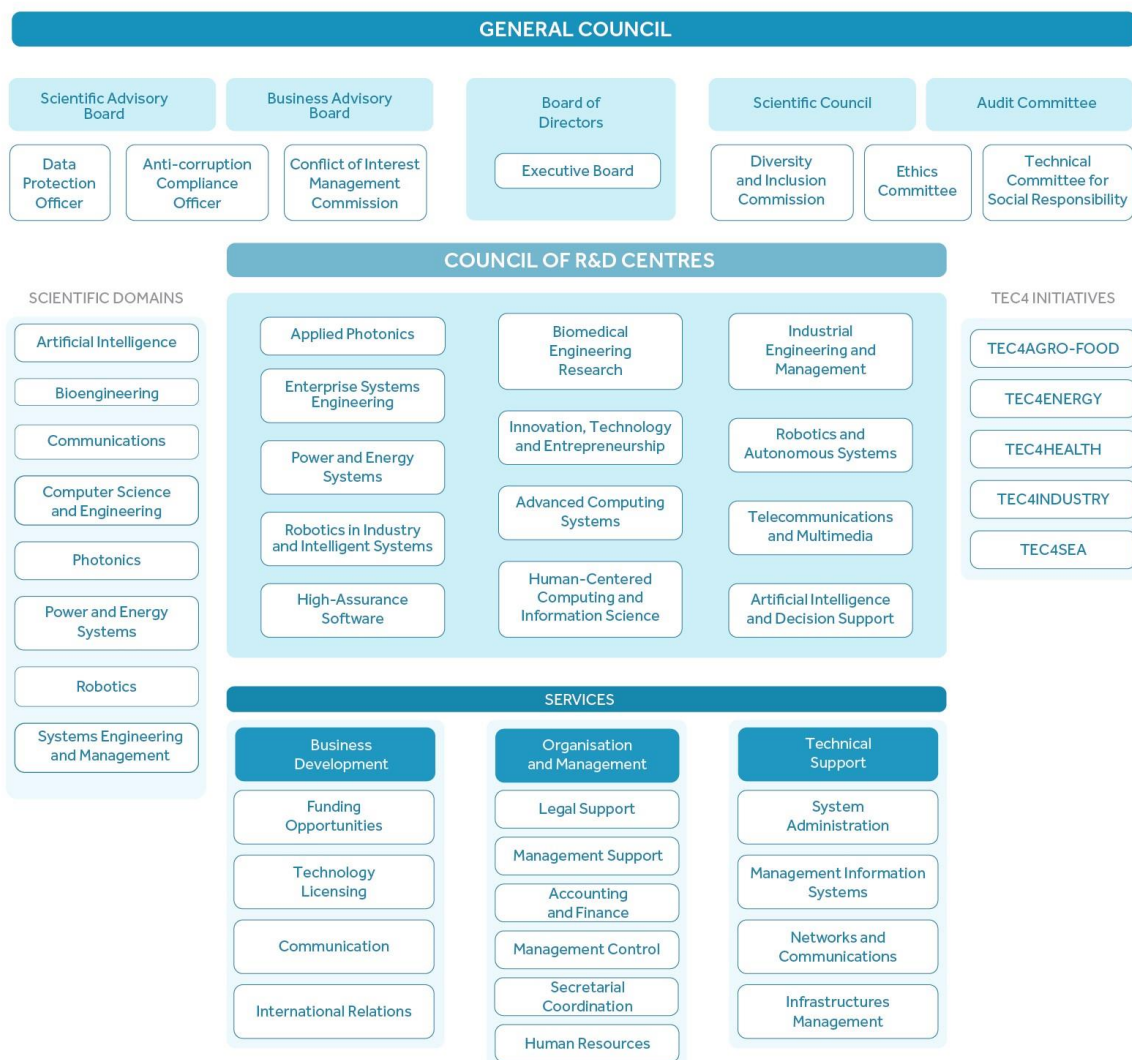 GENERAL COUNCIL
Scientific Advisory
Board
Business Advisory
Board
Board of
Directors
Scientific Council
Audit Committee
Data
Protection
Officer
Anti-corruption
Compliance
Officer
Conflict of Interest
Management
Commission
Executive Board
Diversity
and Inclusion
Commission
Ethics
Committee
Technical
Committee for
Social Responsibility
COUNCIL OF R&D CENTRES
SCIENTIFIC DOMAINS
Artificial Intelligence
Bioengineering
Communications
Computer Science
and Engineering
Photonics
Power and Energy
Systems
Robotics
Systems Engineering
and Management
Applied Photonics
Enterprise Systems
Engineering
Power and Energy
Systems
Robotics in Industry
and Intelligent Systems
High-Assurance
Software
Biomedical
Engineering
Research
Innovation, Technology
and Entrepreneurship
Advanced Computing
Systems
Human-Centered
Computing and
Information Science
Industrial
Engineering and
Management
Robotics and
Autonomous Systems
Telecommunications
and Multimedia
Artificial Intelligence
and Decision Support
TEC4 INITIATIVES
TEC4AGRO-FOOD
TEC4ENERGY
TEC4HEALTH
TEC4INDUSTRY
TEC4SEA
SERVICES
Business
Development
Funding
Opportunities
Technology
Licensing
Communication
International Relations
Organisation
and Management
Legal Support
Management Support
Accounting
and Finance
Management Control
Secretarial
Coordination
Human Resources
Technical
Support
System
Administration
Management Information
Systems
Networks and
Communications
Infrastructures
Management